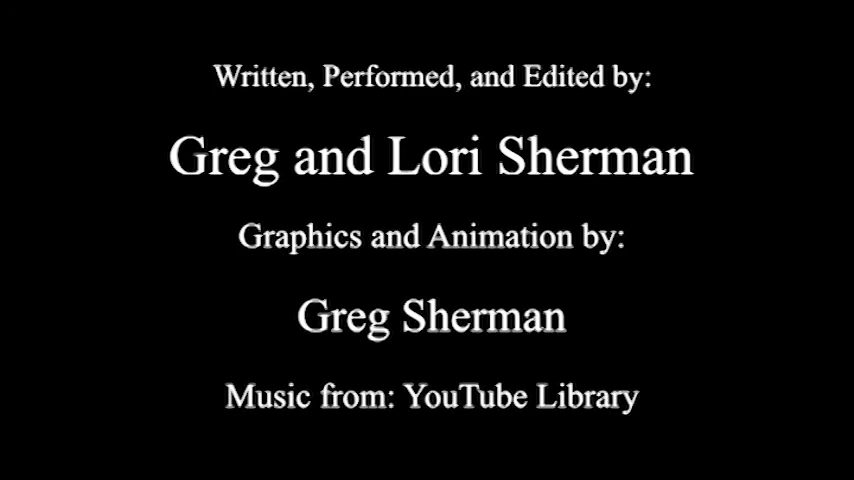 Written, Performed, and Edited by:
Greg and Lori Sherman
Graphics and Animation by:
Greg Sherman
Music from: YouTube Library